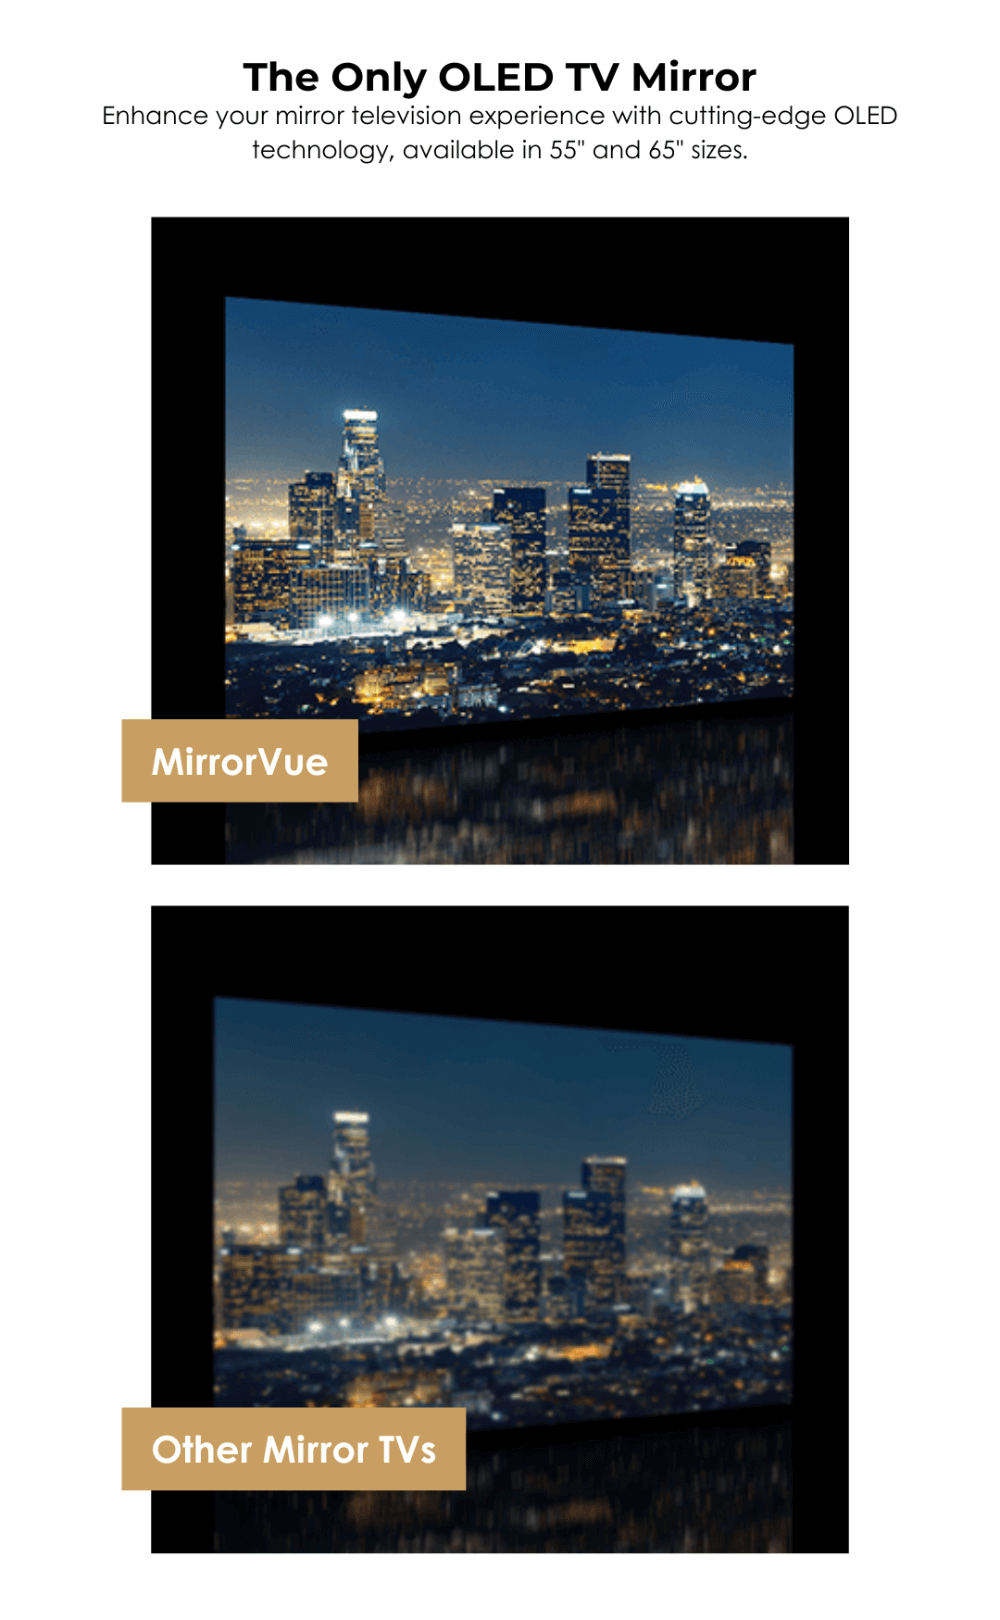 The Only OLED TV Mirror
Enhance your mirror television experience with cutting-edge OLED
technology, available in 55" and 65" sizes.
MirrorVue
Other Mirror TVs